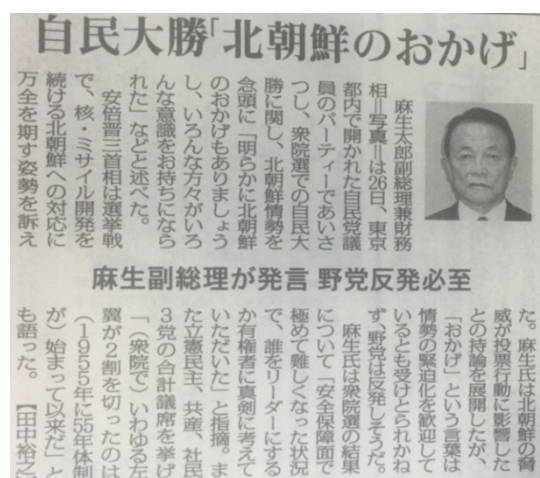 自民大勝「北朝鮮のおかげ」
麻生太郎副総理兼財務
相＝写真＝は26日、東京
都内で開かれた自民党議
員のパーティーであいさ
つし、衆院選での自民大
勝に関し、北朝鮮情勢を
念頭に「明らかに北朝鮮
のおかげもありましょう
し、いろんな方々がいろ
んな意識をお持ちになら
れた」などと述べた。
安倍晋三首相は選挙戦
で、核・ミサイル開発を
続ける北朝鮮への対応に
万全を期す姿勢を訴え
麻生副総理が発言 野党反発必至
た。麻生氏は北朝鮮の脅
威が投票行動に影響した
との持論を展開したが、
「おかげ」という言葉は
情勢の緊迫化を歓迎して
いるとも受けとられかね
ず、野党は反発しそうだ。
麻生氏は衆院選の結果
について「安全保障面で
極めて難しくなった状況
で、誰をリーダーにする
か有権者に真剣に考えて
いただいた」と指摘。ま
た立憲民主、共産、社民
3党の合計議席を挙げ
「（衆院で）いわゆる左
翼が2割を切ったのは
（1955年に55年体制
が）始まって以来だ」と
も語った。 【田中裕之】